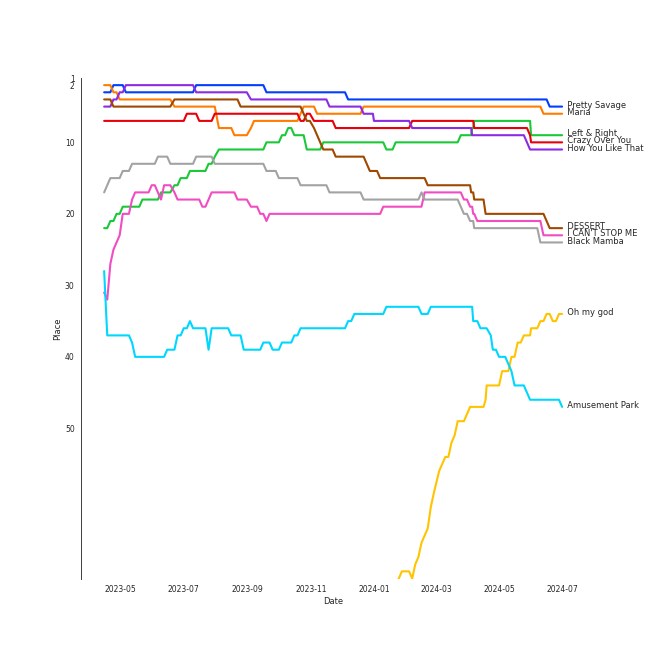 1
2
10
20
30
40
50
Place
2023-05
2023-07
2023-09
2023-11
2024-01
2024-03
2024-05
2024-07
Date
Pretty Savage
Maria
Left & Right
Crazy Over You
How You Like That
DESSERT
I CAN'T STOP ME
Black Mamba
Oh my god
Amusement Park